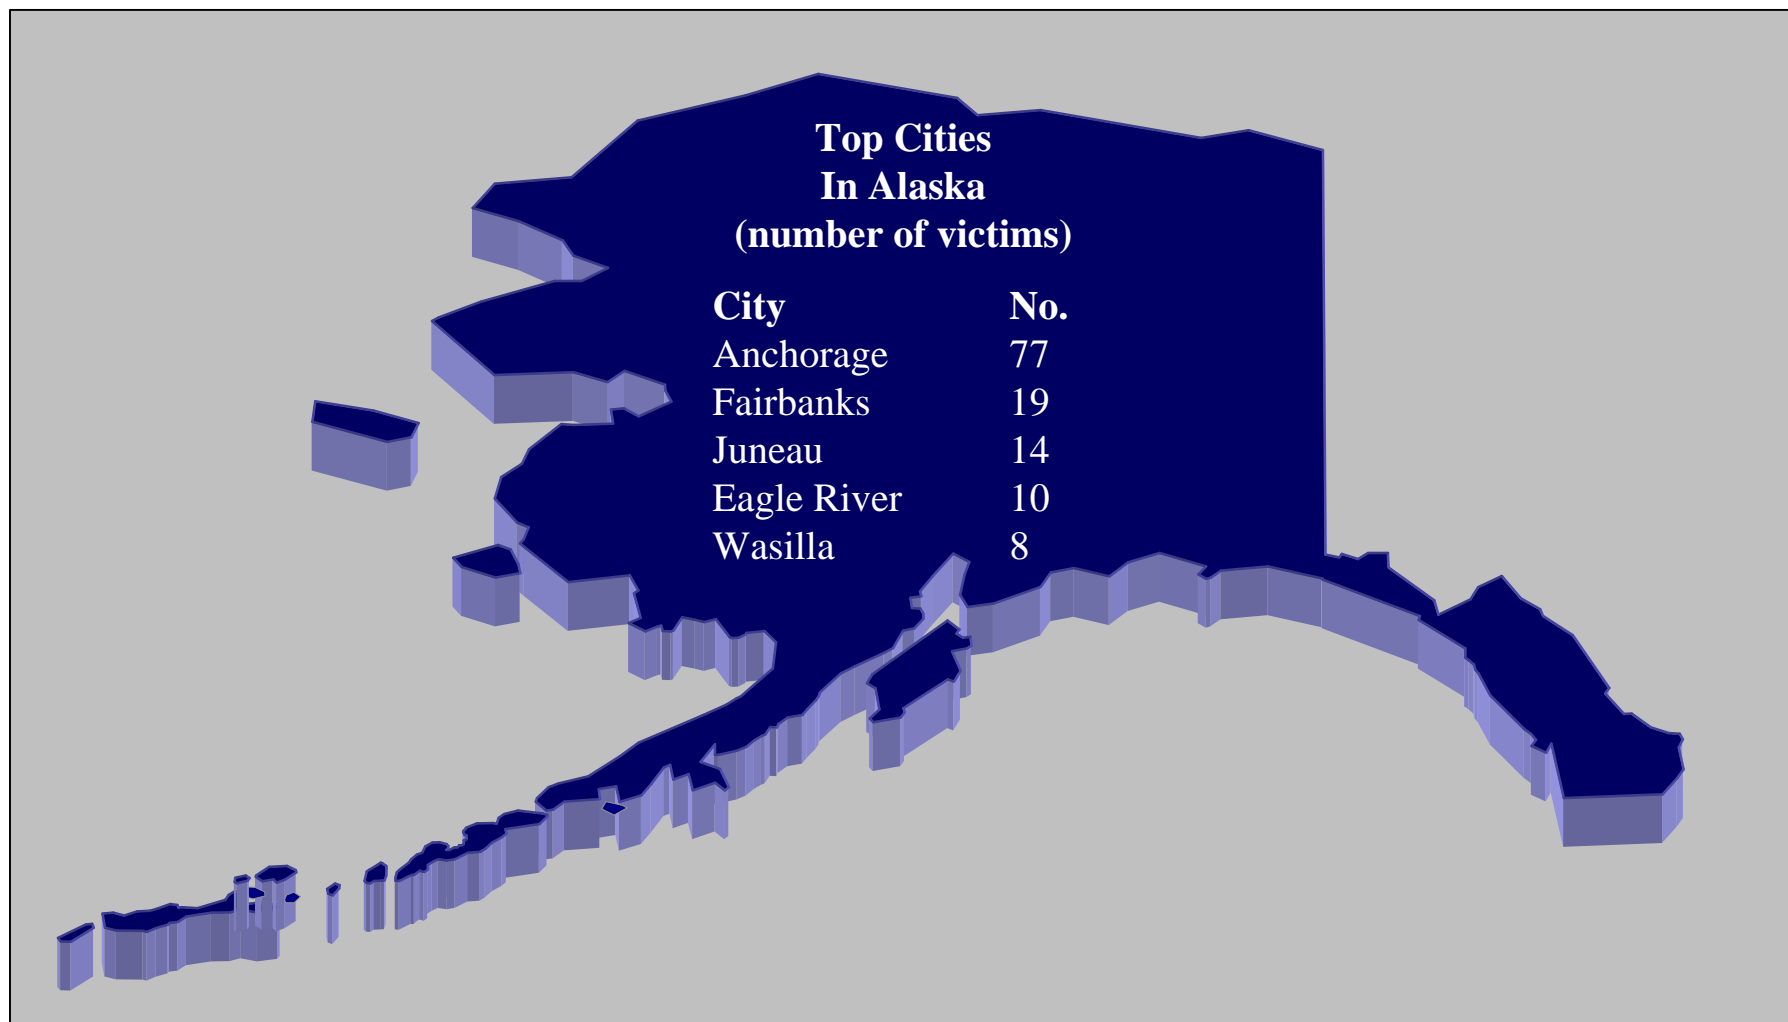 Top Cities
In Alaska
(number of victims)
City No.
Anchorage 77
Fairbanks 19
Juneau 14
Eagle River 10
Wasilla 8